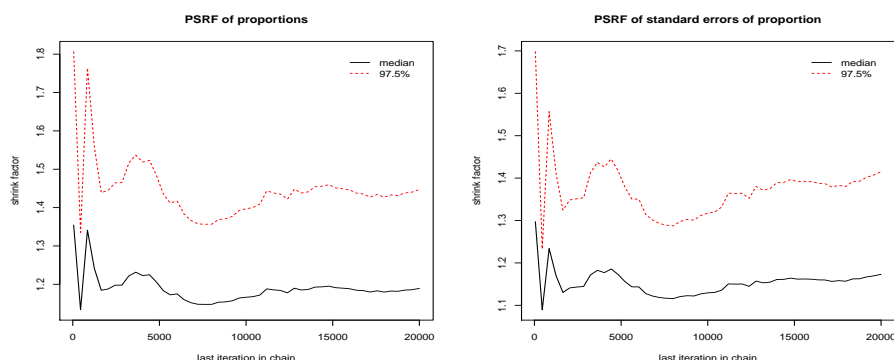 PSRF of proportions
median
97.5%
shrink factor
1.8
1.7
1.6
1.5
1.4
1.3
1.2
0 5000 10000 15000 20000
last iteration in chain
PSRF of standard errors of proportion
median
97.5%
shrink factor
1.7
1.6
1.5
1.4
1.3
1.2
1.1
0 5000 10000 15000 20000
last iteration in chain